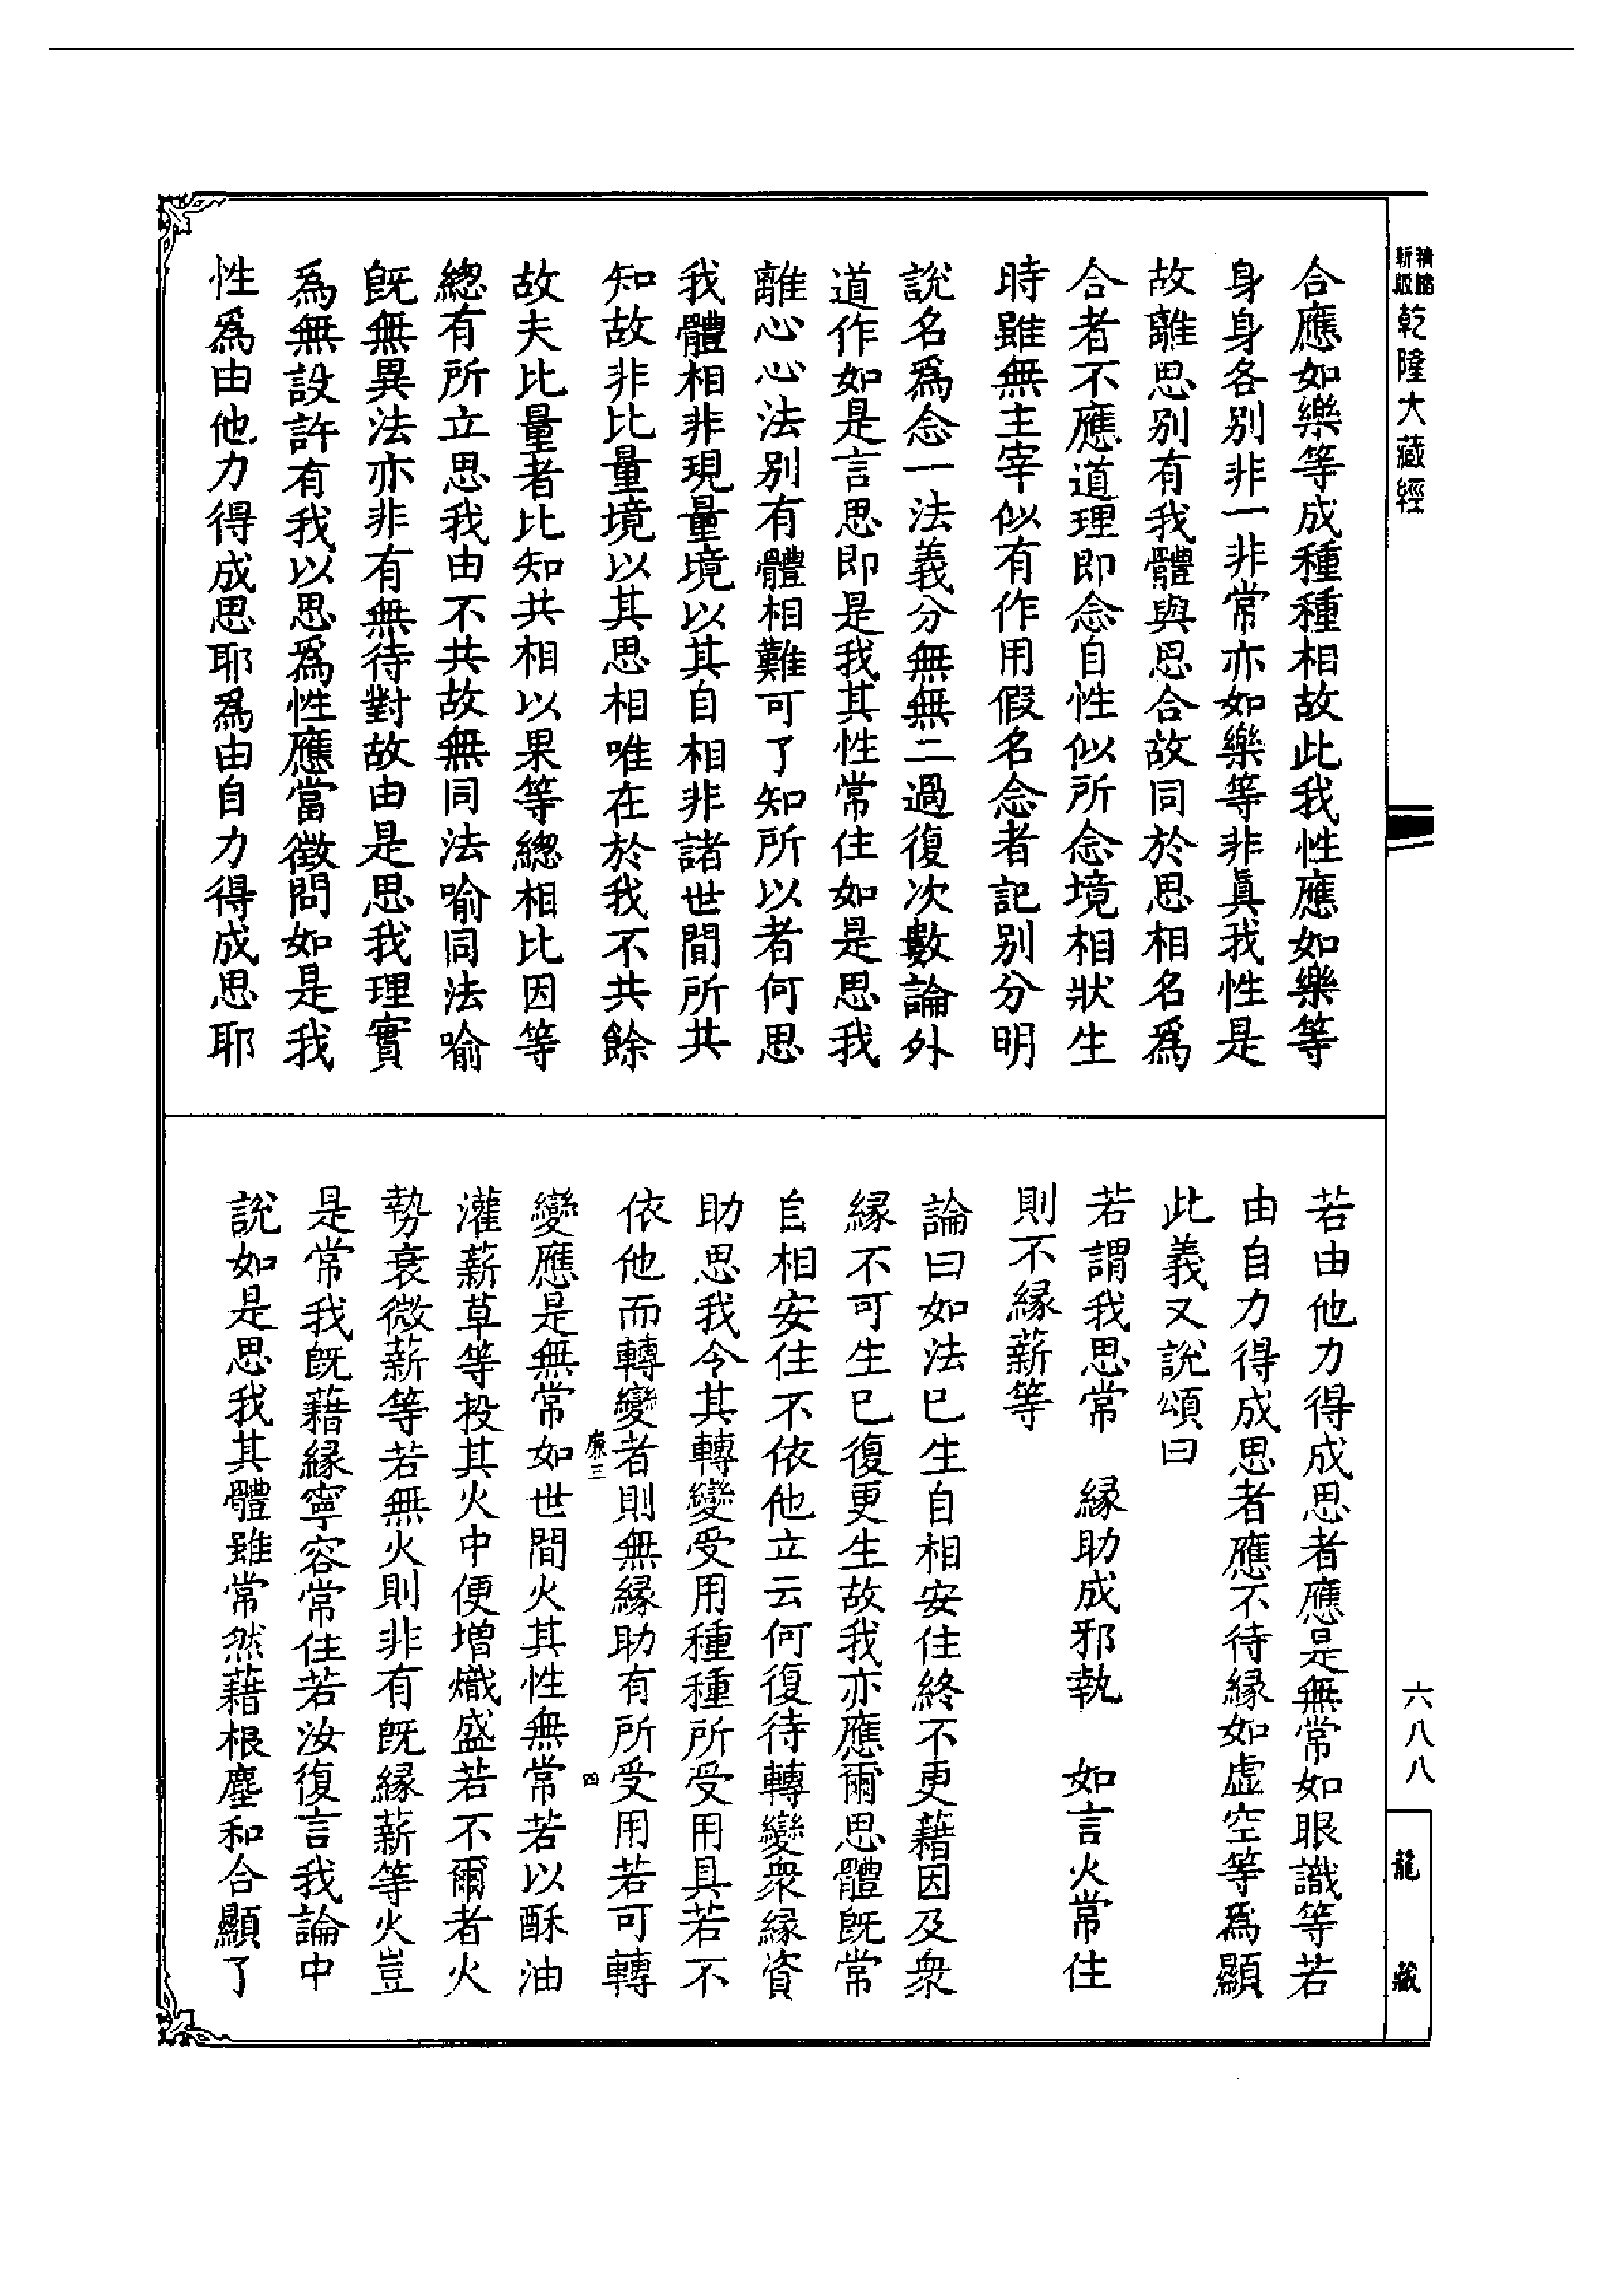 乾隆大藏經
合應如樂等成種種相故此我性應如樂等
身身各別非一非常亦如樂等非眞我性是
故離思別有我體與思合故同於思相名爲
合者不應道理即念自性似所念境相狀生
時雖無主宰似有作用假名念者記別分明
說名爲念一法義分無無二過復次數論外
道作如是言思即是我其性常住如是思我
離心心法別有體相難可了知所以者何思
我體相非現量境以其自相非諸世間所共
知故非比量境以其思相唯在於我不共餘
故夫比量者比知共相以果等總相比因等
總有所立思我由不共故無同法喻同法喻
旣無異法亦非有無待對故由是思我理實
爲無設許有我以思爲性應當徵問如是我
性爲由他力得成思耶爲由自力得成思耶
若由他力得成思者應是無常如眼識等若
由自力得成思者應不待緣如虛空等爲顯
此義又說頌曰
若謂我思常　緣助成邪執　如言火常住
則不緣薪等
論曰如法已生自相安住終不更藉因及衆
緣不可生已復更生故我亦應爾思體旣常
自相安住不依他立云何復待轉變衆緣資
助思我令其轉變受用種種所受用具若不
依他而轉變者則無緣助有所受用若可轉
廉三
四
變應是無常如世間火其性無常若以酥油
灌薪草等投其火中便增熾盛若不爾者火
勢衰微薪等若無火則非有旣緣薪等火豈
是常我旣藉緣寧容常住若汝復言我論中
說如是思我其體雖常然藉根塵和合顯了
六八八
龍藏